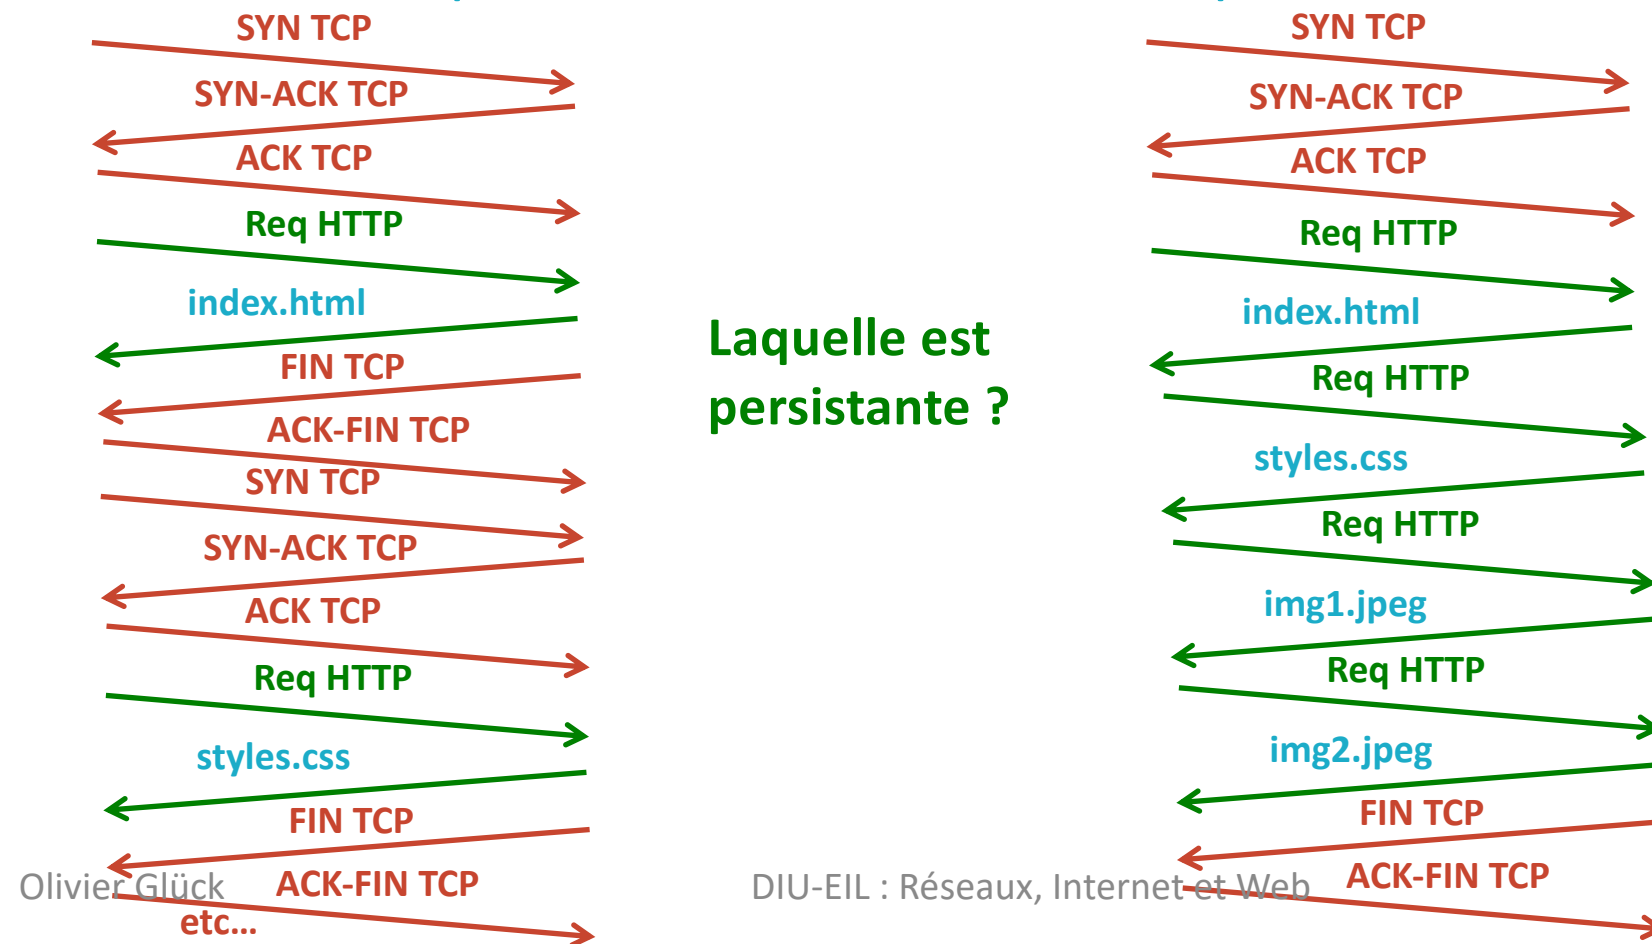 SYN TCP
SYN-ACK TCP
ACK TCP
Req HTTP
index.html
FIN TCP
ACK-FIN TCP
SYN TCP
SYN-ACK TCP
ACK TCP
Req HTTP
styles.css
FIN TCP
ACK-FIN TCP
etc...
Laquelle est
persistante ?
SYN TCP
SYN-ACK TCP
ACK TCP
Req HTTP
index.html
Req HTTP
styles.css
Req HTTP
img1.jpeg
Req HTTP
img2.jpeg
FIN TCP
ACK-FIN TCP
Olivier Glück
DIU-EIL : Réseaux, Internet et Web